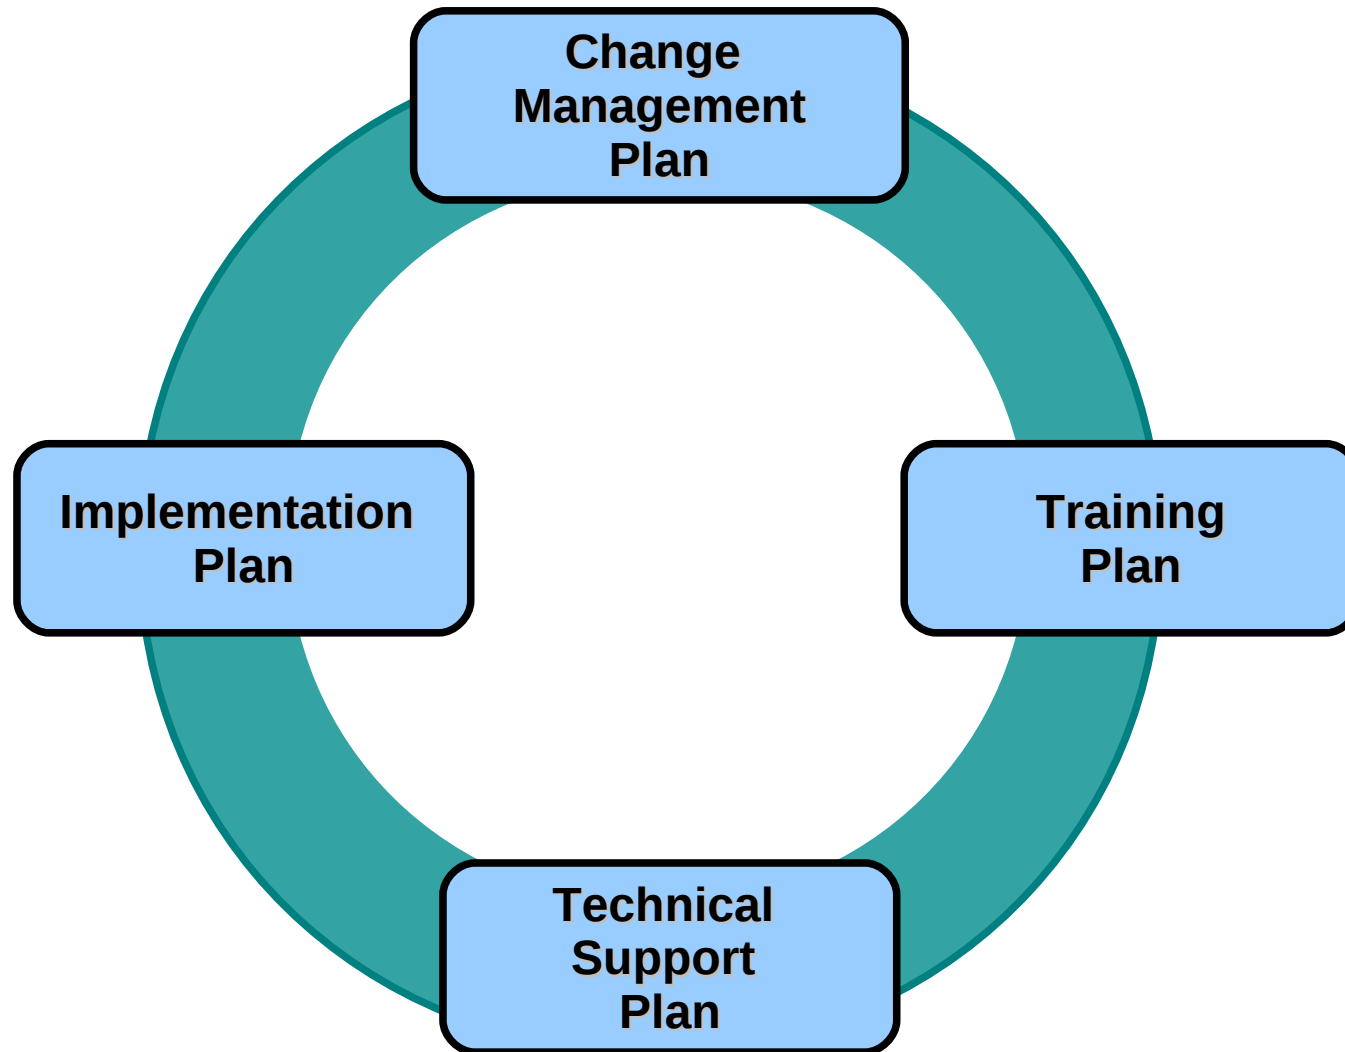 Change
Management
Plan
Implementation
Plan
Training
Plan
Technical
Support
Plan